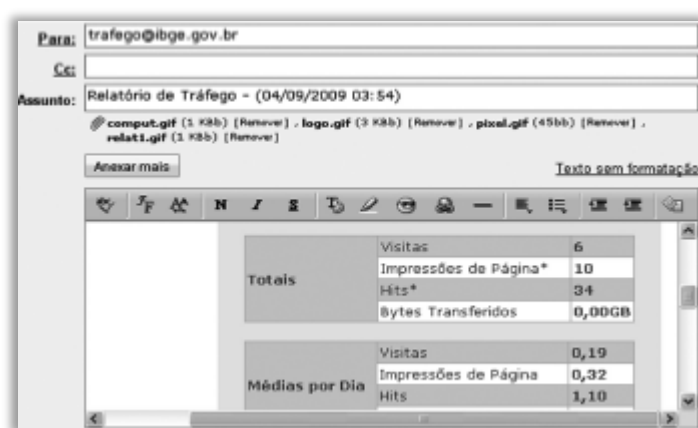 Para: trafego@ibge.gov.br
Cc:
Assunto: Relatório de Tráfego - (04/09/2009 03:54)
comput.gif (1 KBb) [Remover] , logo.gif (3 KBb) [Remover] , pixel.gif (45bb) [Remover] ,
relat1.gif (1 KBb) [Remover]
Anexar mais Texto sem formatação
N I S
Totais
Visitas 6
Impressões de Página* 10
Hits* 34
Bytes Transferidos 0,00GB
Médias por Dia
Visitas 0,19
Impressões de Página 0,32
Hits 1,10